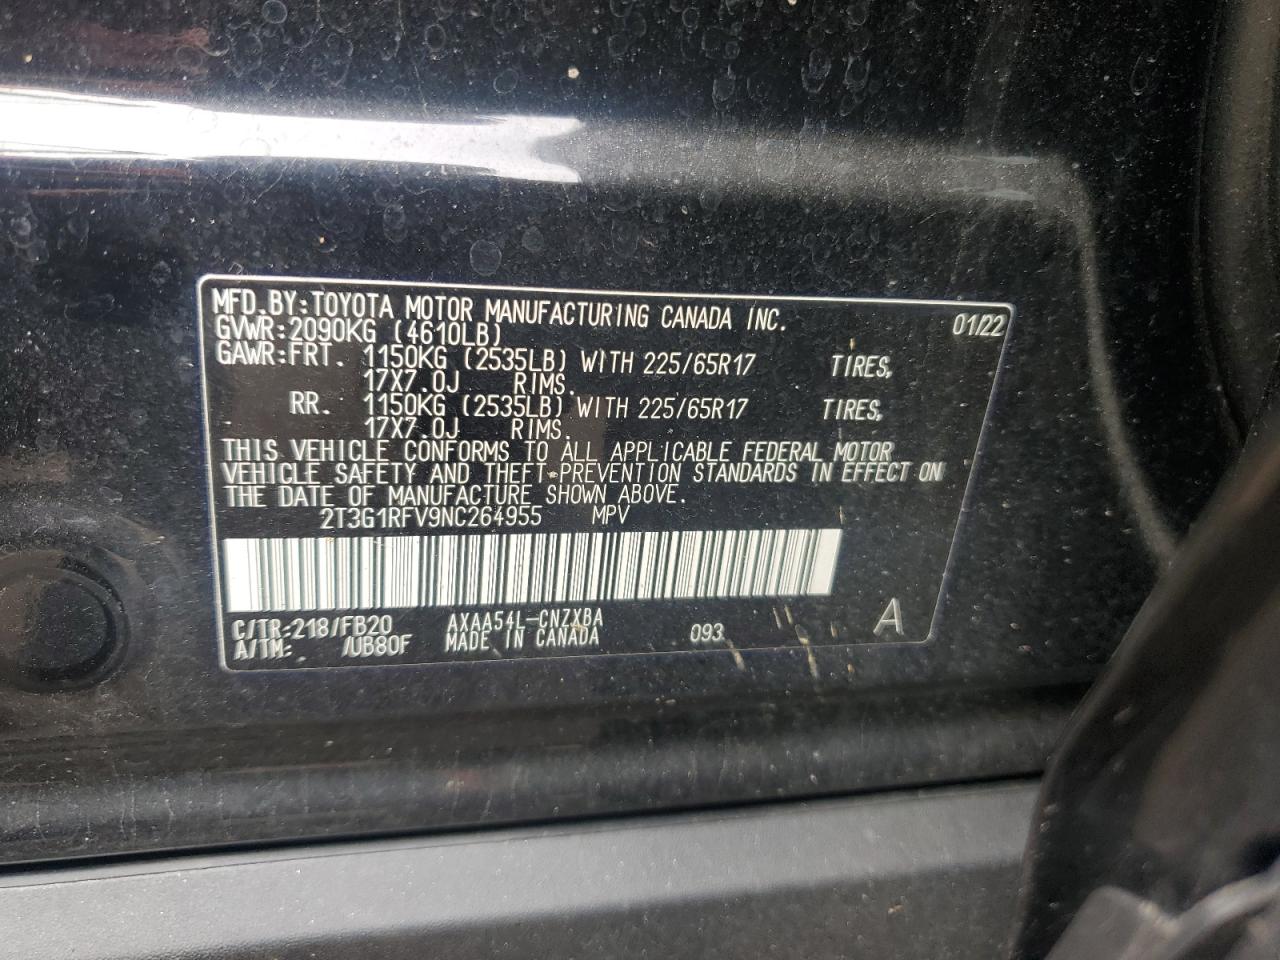 MFD.BY:TOYOTA MOTOR MANUFACTURING CANADA INC. 01/22
GVWR:2090KG (4610LB)
GAWR:FRT. 1150KG (2535LB) WITH 225/65R17 TIRES,
17X7.0J RIMS.
RR. 1150KG (2535LB) WITH 225/65R17 TIRES,
17X7.0J RIMS.
THIS VEHICLE CONFORMS TO ALL APPLICABLE FEDERAL MOTOR
VEHICLE SAFETY AND THEFT PREVENTION STANDARDS IN EFFECT ON
THE DATE OF MANUFACTURE SHOWN ABOVE.
2T3G1RFV9NC264955 MPV
C/TR:218/FB20 AXAA54L-CNZXBA
A/TM: /UB80F MADE IN CANADA 093 A